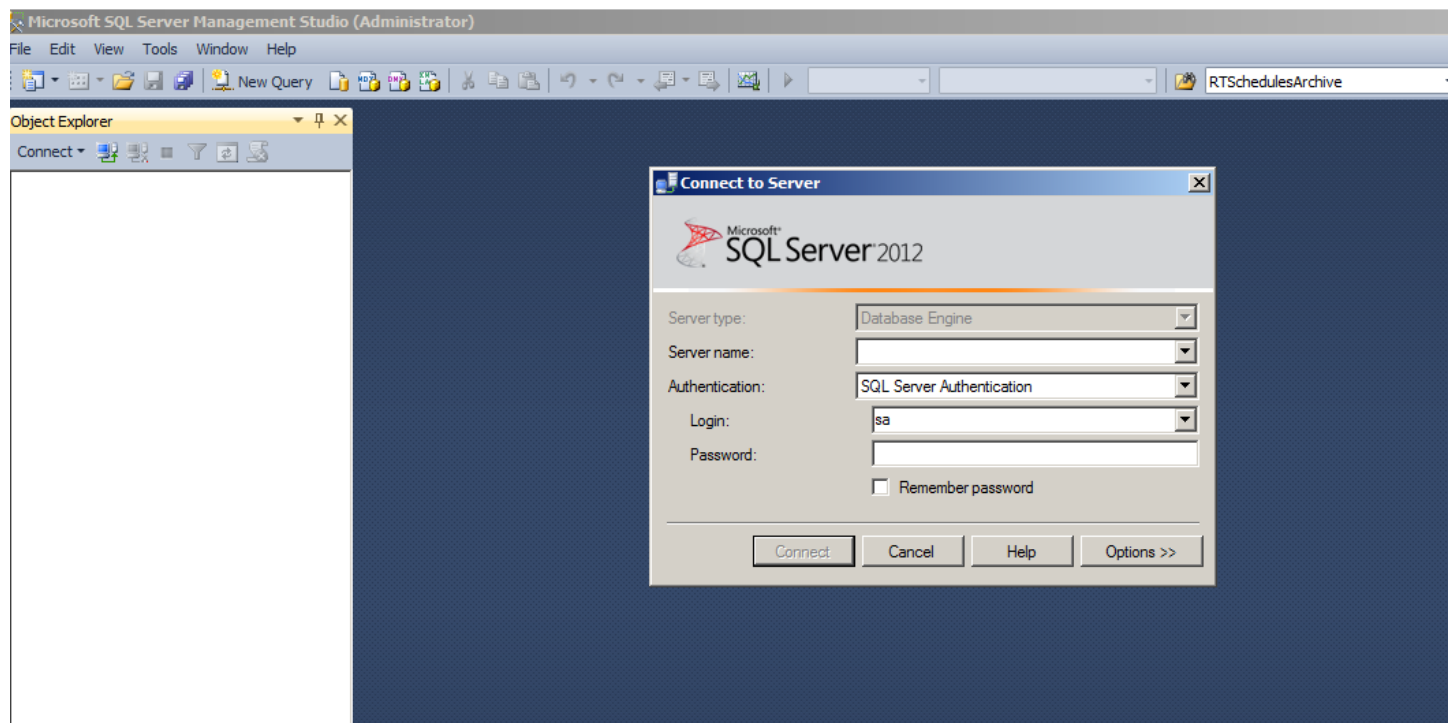 Microsoft SQL Server Management Studio (Administrator)
File Edit View Tools Window Help
New Query
RTSchedulesArchive
Object Explorer
Connect
Connect to Server
Microsoft
SQL Server 2012
Server type: Database Engine
Server name:
Authentication: SQL Server Authentication
Login: sa
Password:
Remember password
Connect Cancel Help Options >>